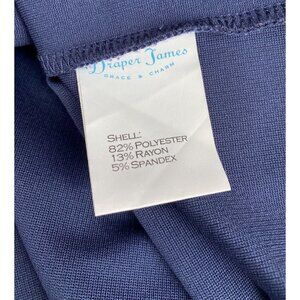 Draper James
GRACE & CHARM
SHELL:
82% POLYESTER
13% RAYON
5% SPANDEX